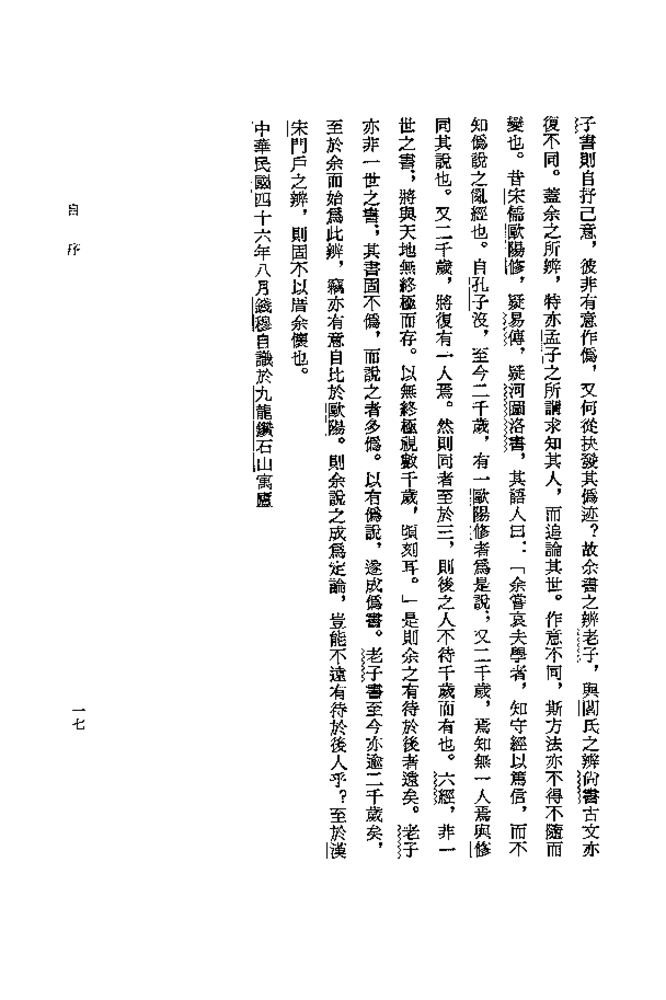 子書則自抒己意，彼非有意作僞，又何從抉發其僞迹？故余書之辨老子，與閻氏之辨尙書古文亦
復不同。蓋余之所辨，特亦孟子之所謂求知其人，而追論其世。作意不同，斯方法亦不得不隨而
變也。昔宋儒歐陽修，疑易傳，疑河圖洛書，其語人曰：「余嘗哀夫學者，知守經以篤信，而不
知僞說之亂經也。自孔子沒，至今二千歲，有一歐陽修者爲是說；又二千歲，焉知無一人焉與修
同其說也。又二千歲，將復有一人焉。然則同者至於三，則後之人不待千歲而有也。六經，非一
世之書；將與天地無終極而存。以無終極視數千歲，頃刻耳。」是則余之有待於後者遠矣。老子
亦非一世之書；其書固不僞，而說之者多僞。以有僞說，遂成僞書。老子書至今亦逾二千歲矣，
至於余而始爲此辨，竊亦有意自比於歐陽。則余說之成爲定論，豈能不遠有待於後人乎？至於漢
宋門戶之辨，則固不以厝余懷也。
中華民國四十六年八月錢穆自識於九龍鑽石山寓廬
自序
一七